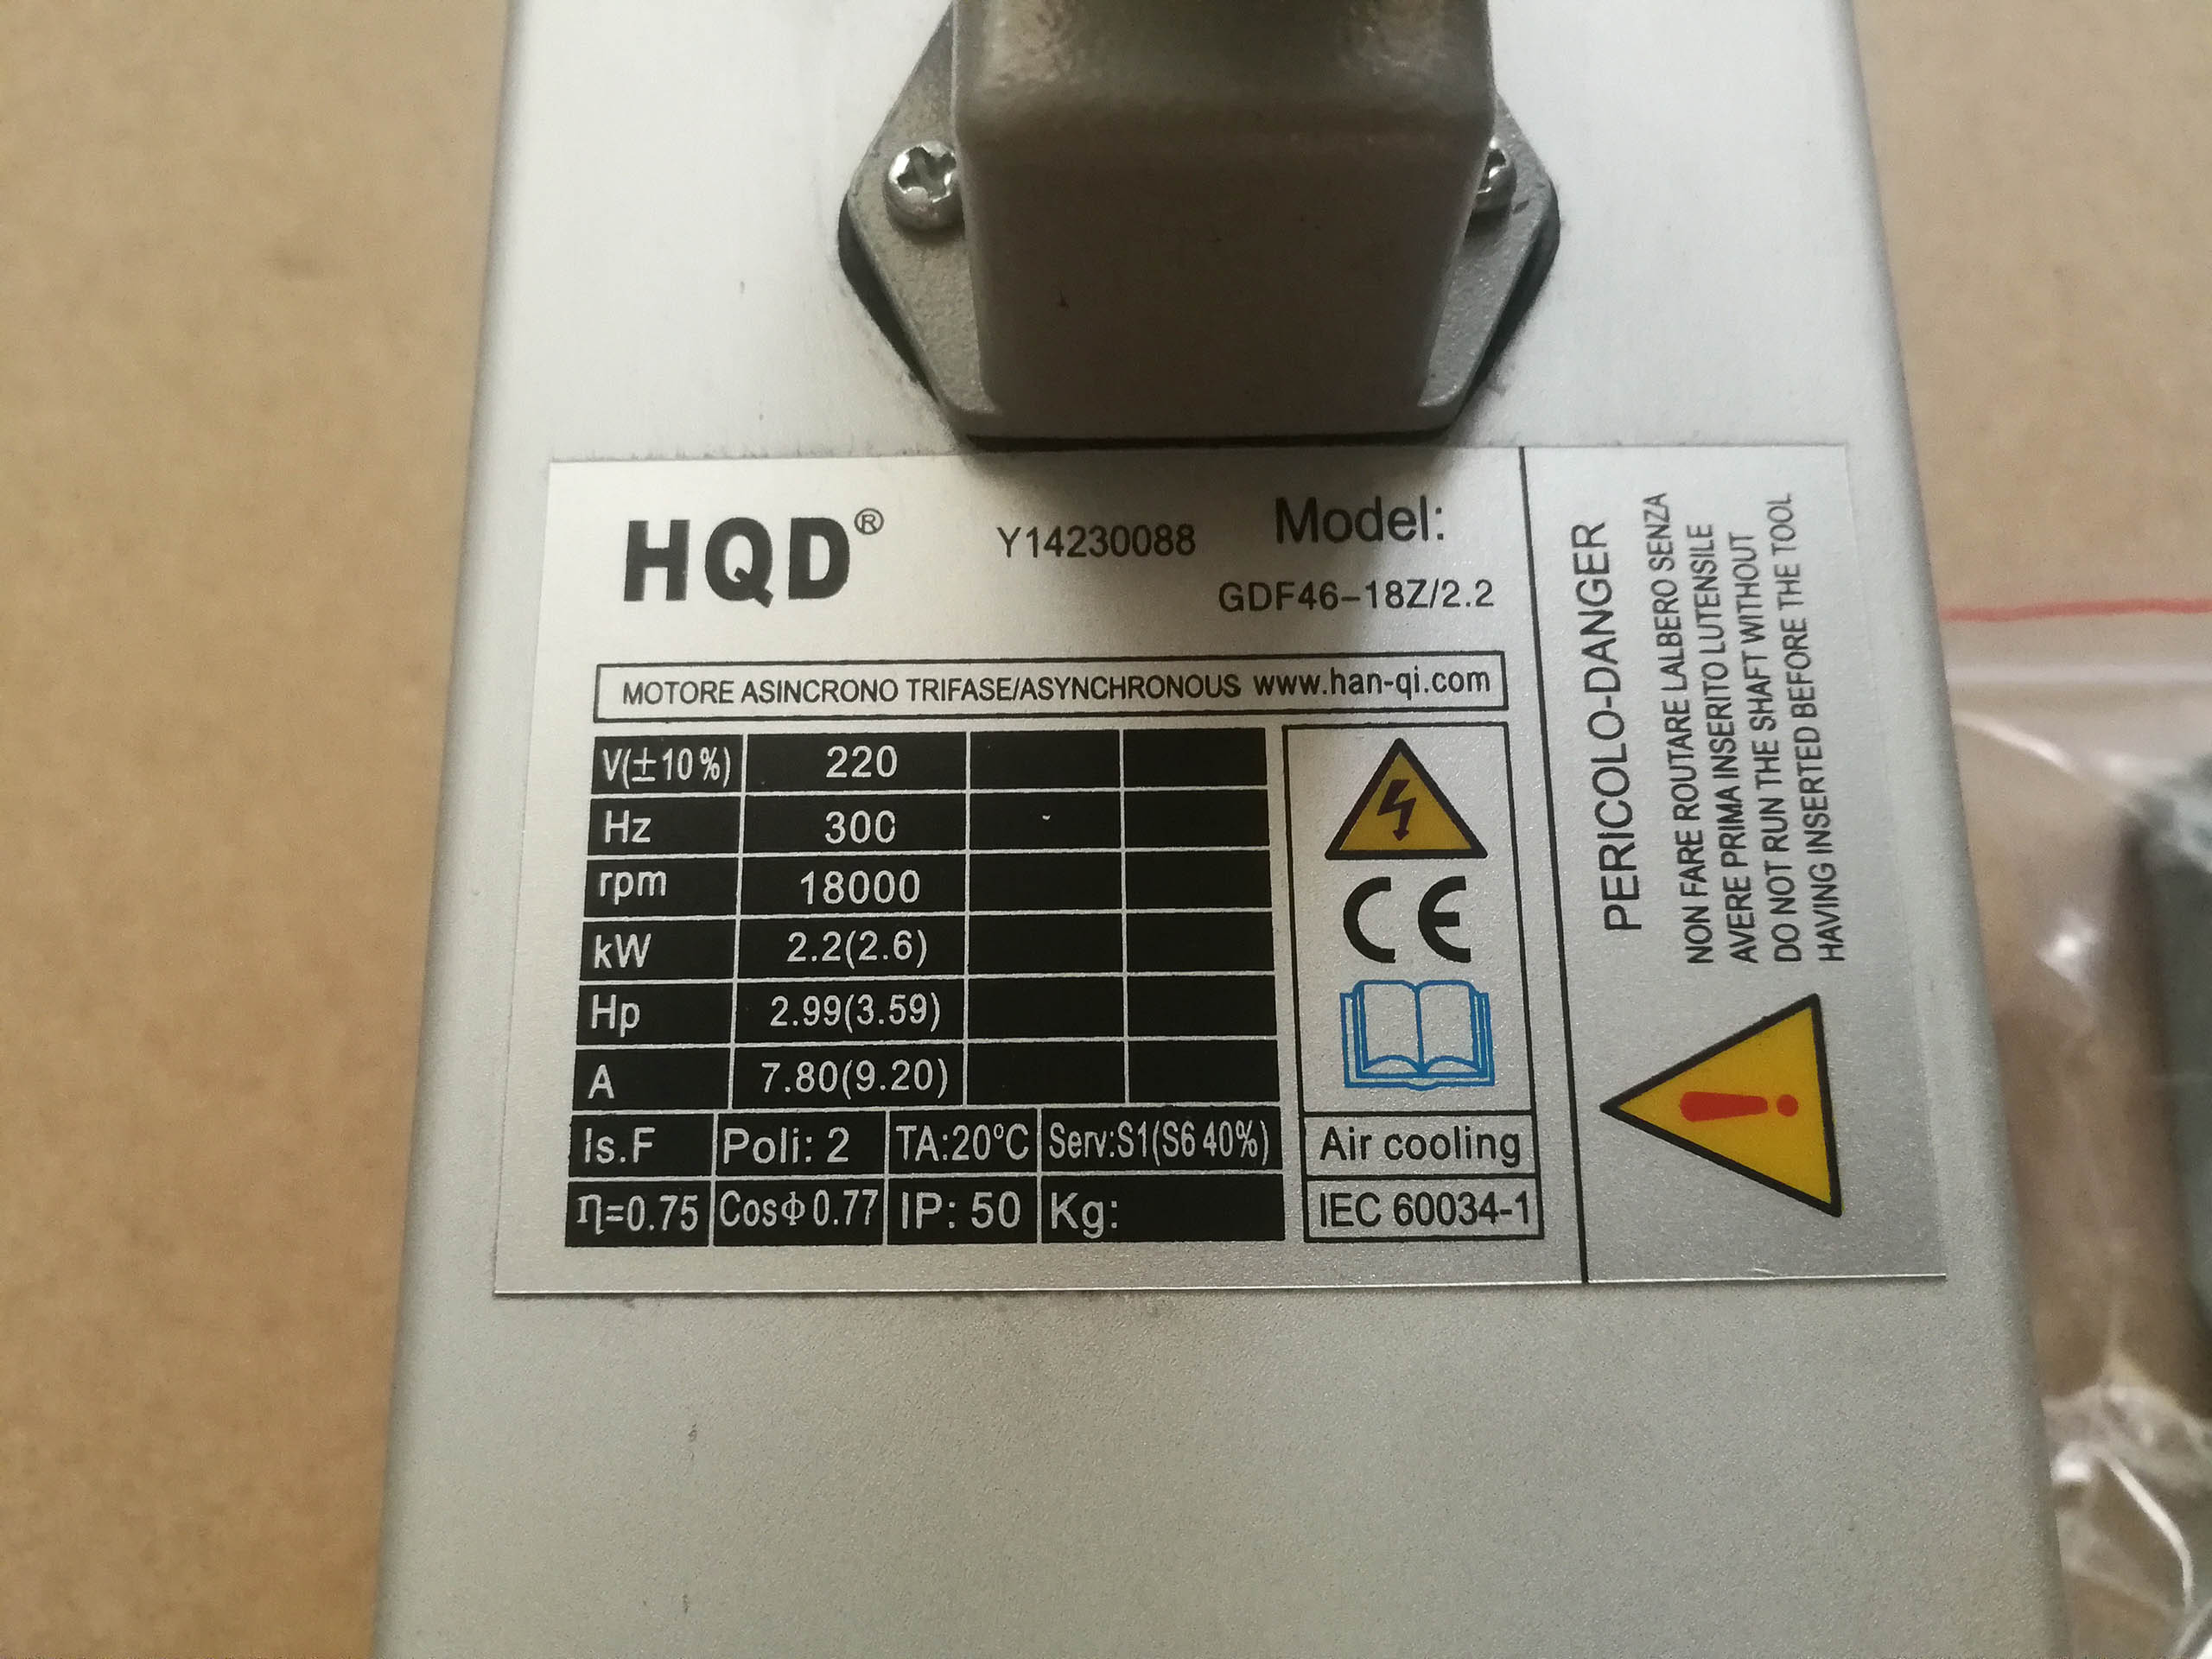 HQD® Y14230088 Model:
GDF46-18Z/2.2
MOTORE ASINCRONO TRIFASE/ASYNCHRONOUS www.han-qi.com
V(±10%) 220
Hz 300
rpm 18000
kW 2.2(2.6)
Hp 2.99(3.59)
A 7.80(9.20)
Is.F Poli: 2 TA:20°C Serv:S1(S6 40%)
η=0.75 CosΦ0.77 IP: 50 Kg:
CE
Air cooling
IEC 60034-1
PERICOLO-DANGER
NON FARE ROUTARE LALBERO SENZA
AVERE PRIMA INSERITO LUTENSILE
DO NOT RUN THE SHAFT WITHOUT
HAVING INSERTED BEFORE THE TOOL